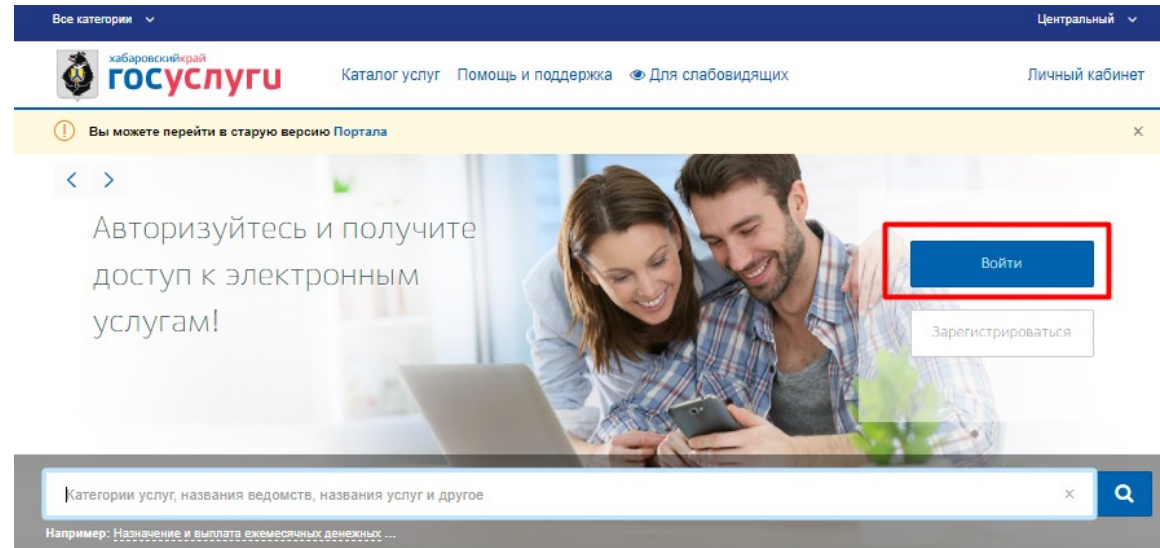 Все категории
Центральный
хабаровскийкрай
госуслуги
Каталог услуг
Помощь и поддержка
Для слабовидящих
Личный кабинет
Вы можете перейти в старую версию Портала
Авторизуйтесь и получите
доступ к электронным
услугам!
Войти
Зарегистрироваться
Категории услуг, названия ведомств, названия услуг и другое
Например: Назначение и выплата ежемесячных денежных ...